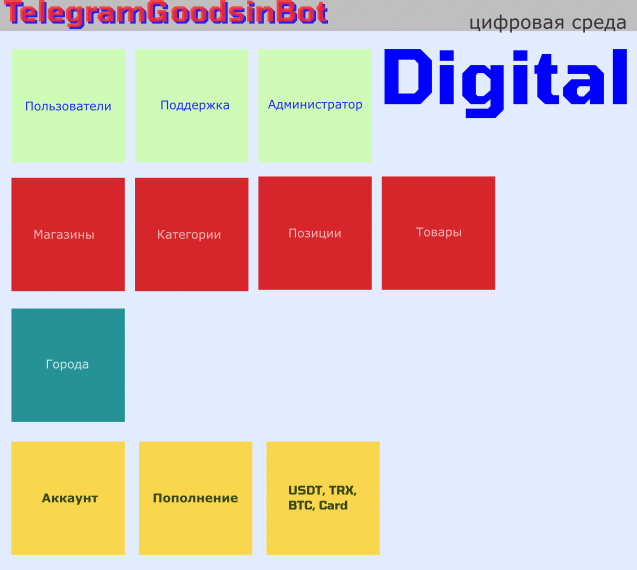 TelegramGoodsinBot
цифровая среда
Digital
Пользователи
Поддержка
Администратор
Магазины
Категории
Позиции
Товары
Города
Аккаунт
Пополнение
USDT, TRX,
BTC, Card